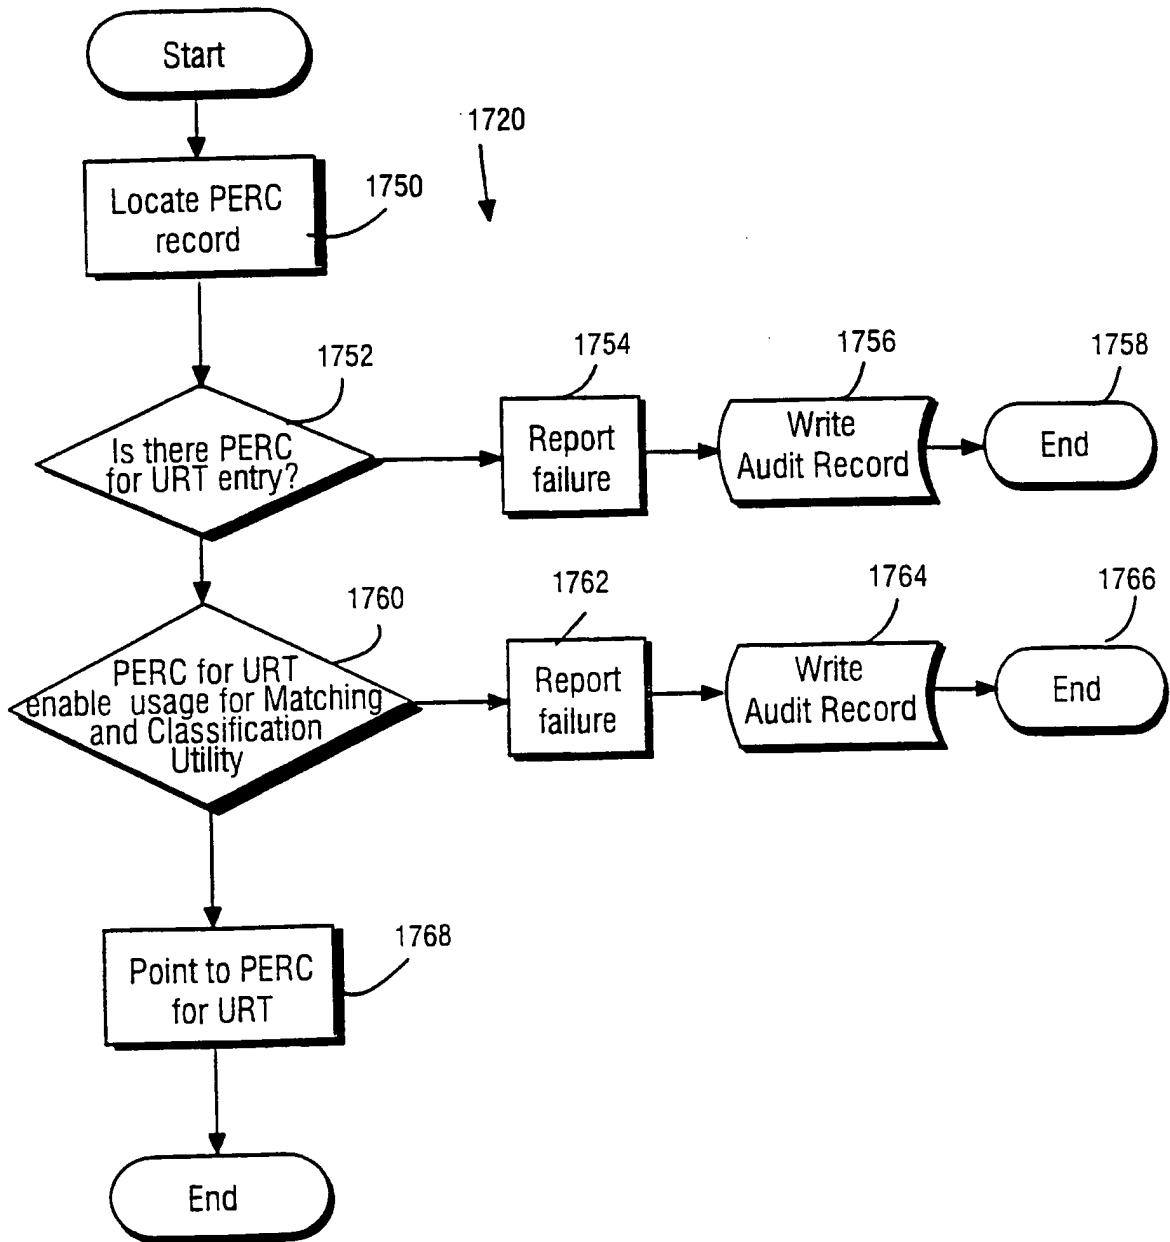 Start
1720
Locate PERC
record
1750
1752
Is there PERC
for URT entry?
1754
Report
failure
1756
Write
Audit Record
1758
End
1760
PERC for URT
enable usage for Matching
and Classification
Utility
1762
Report
failure
1764
Write
Audit Record
1766
End
1768
Point to PERC
for URT
End